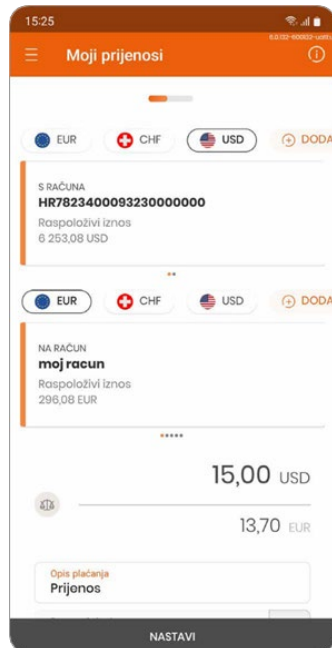 15:25
Moji prijenosi
EUR CHF USD DODA
S RAČUNA
HR7823400093230000000
Raspoloživi iznos
6 253,08 USD
EUR CHF USD DODA
NA RAČUN
moj racun
Raspoloživi iznos
296,08 EUR
15,00 USD
13,70 EUR
Opis plaćanja
Prijenos
NASTAVI